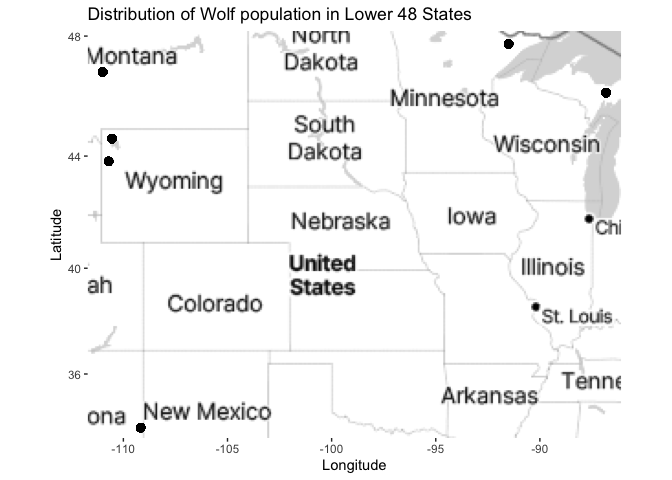 Distribution of Wolf population in Lower 48 States
48
North
Dakota
Montana
Minnesota
South
Dakota
Wisconsin
44
Wyoming
Nebraska
Iowa
Chi
Latitude
40
United
States
Illinois
ah
Colorado
St. Louis
36
Tenne
Arkansas
ona
New Mexico
-110
-105
-100
-95
-90
Longitude